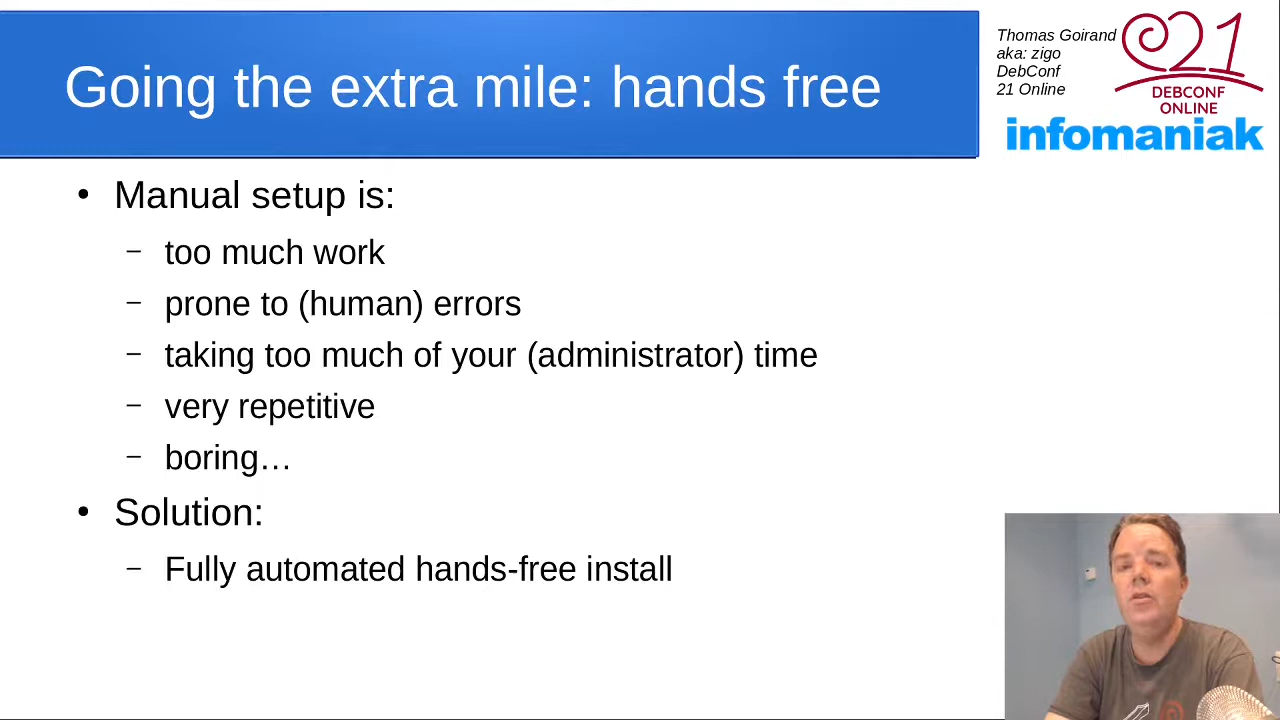 Going the extra mile: hands free
Thomas Goirand
aka: zigo
DebConf
21 Online
21
DEBCONF
ONLINE
infomaniak
• Manual setup is:
– too much work
– prone to (human) errors
– taking too much of your (administrator) time
– very repetitive
– boring…
• Solution:
– Fully automated hands-free install